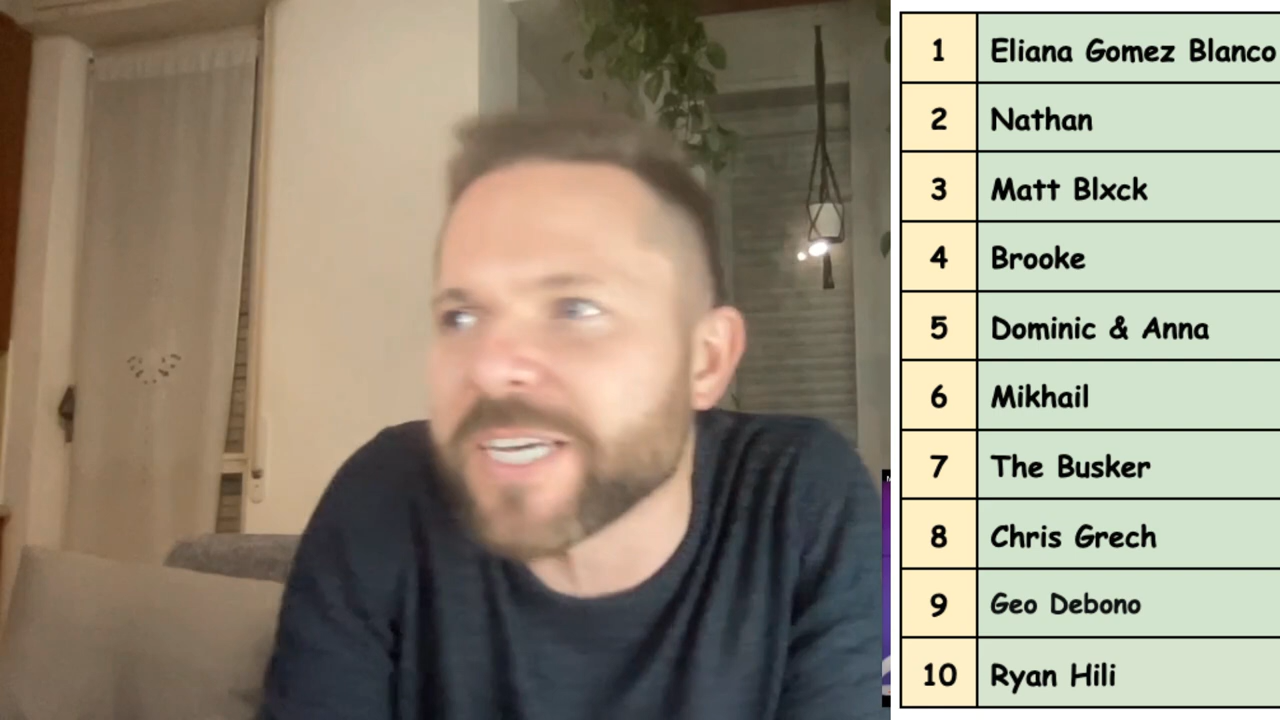 1 Eliana Gomez Blanco
2 Nathan
3 Matt Blxck
4 Brooke
5 Dominic & Anna
6 Mikhail
7 The Busker
8 Chris Grech
9 Geo Debono
10 Ryan Hili